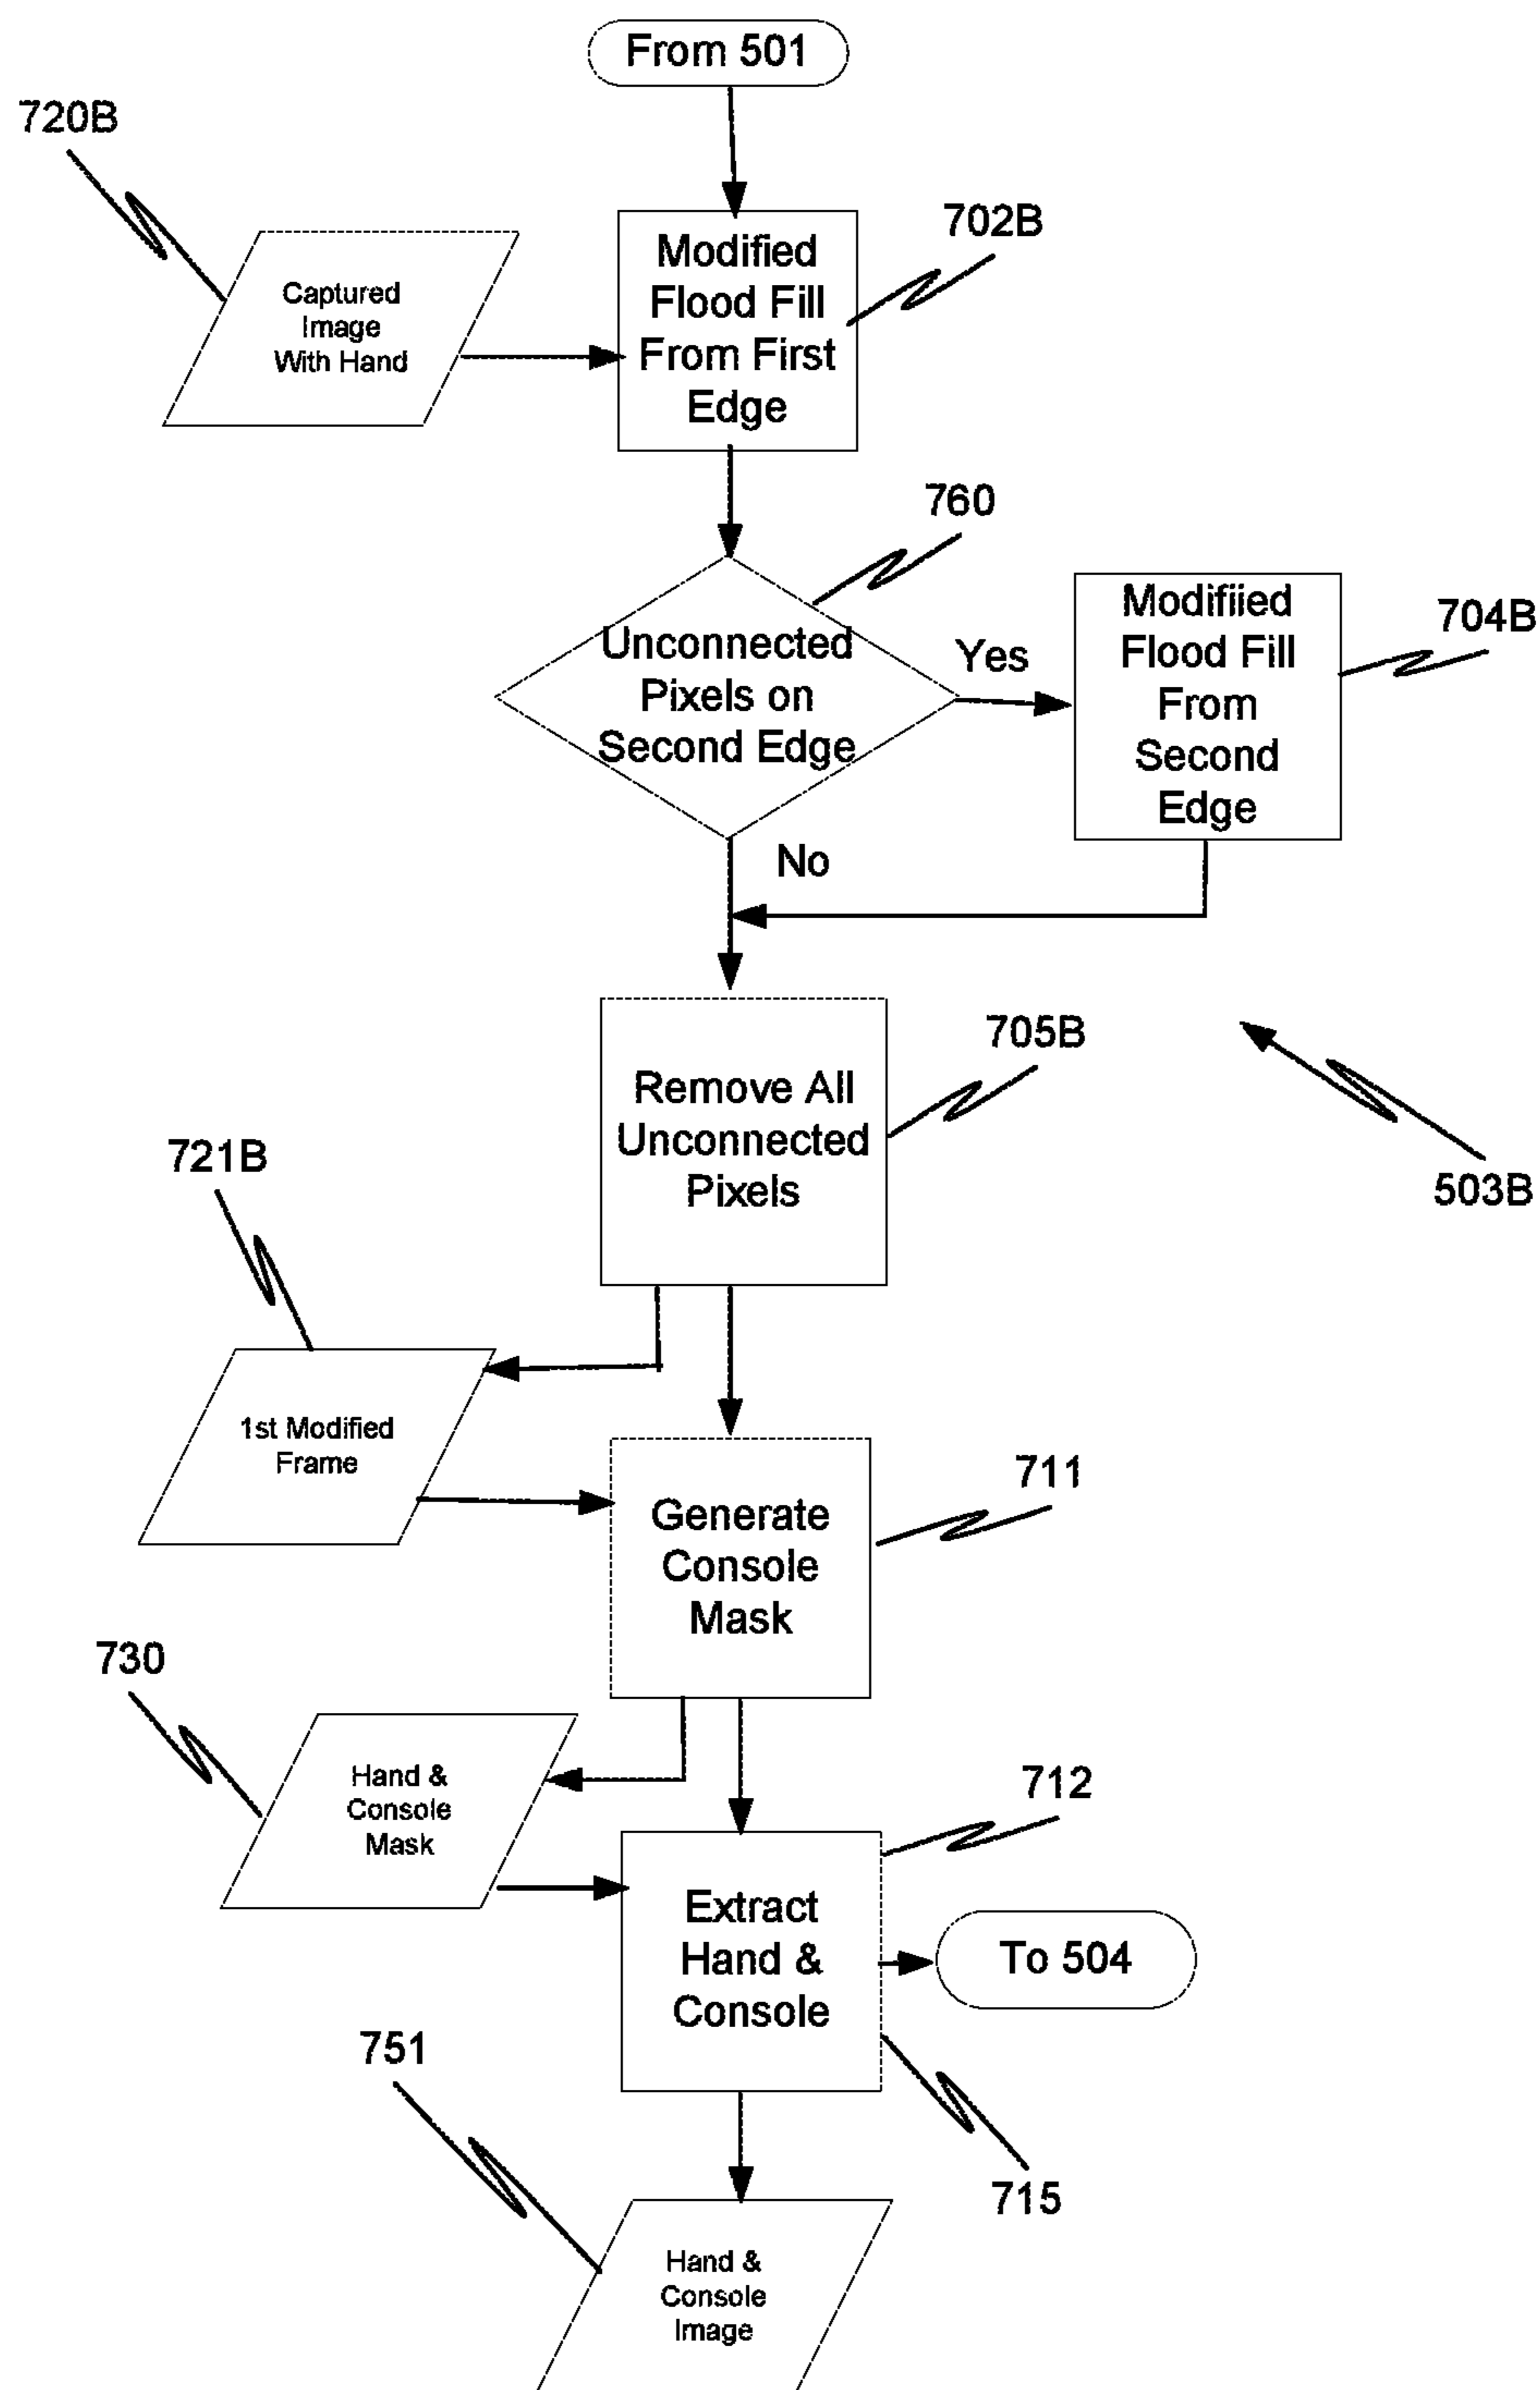 From 501
720B
702B
Modified
Flood Fill
From First
Edge
Captured
Image
With Hand
760
Unconnected
Pixels on
Second Edge
Yes
Modifiied
Flood Fill
From
Second
Edge
704B
No
705B
Remove All
Unconnected
Pixels
503B
721B
1st Modified
Frame
711
Generate
Console
Mask
730
Hand &
Console
Mask
712
Extract
Hand &
Console
To 504
715
751
Hand &
Console
Image